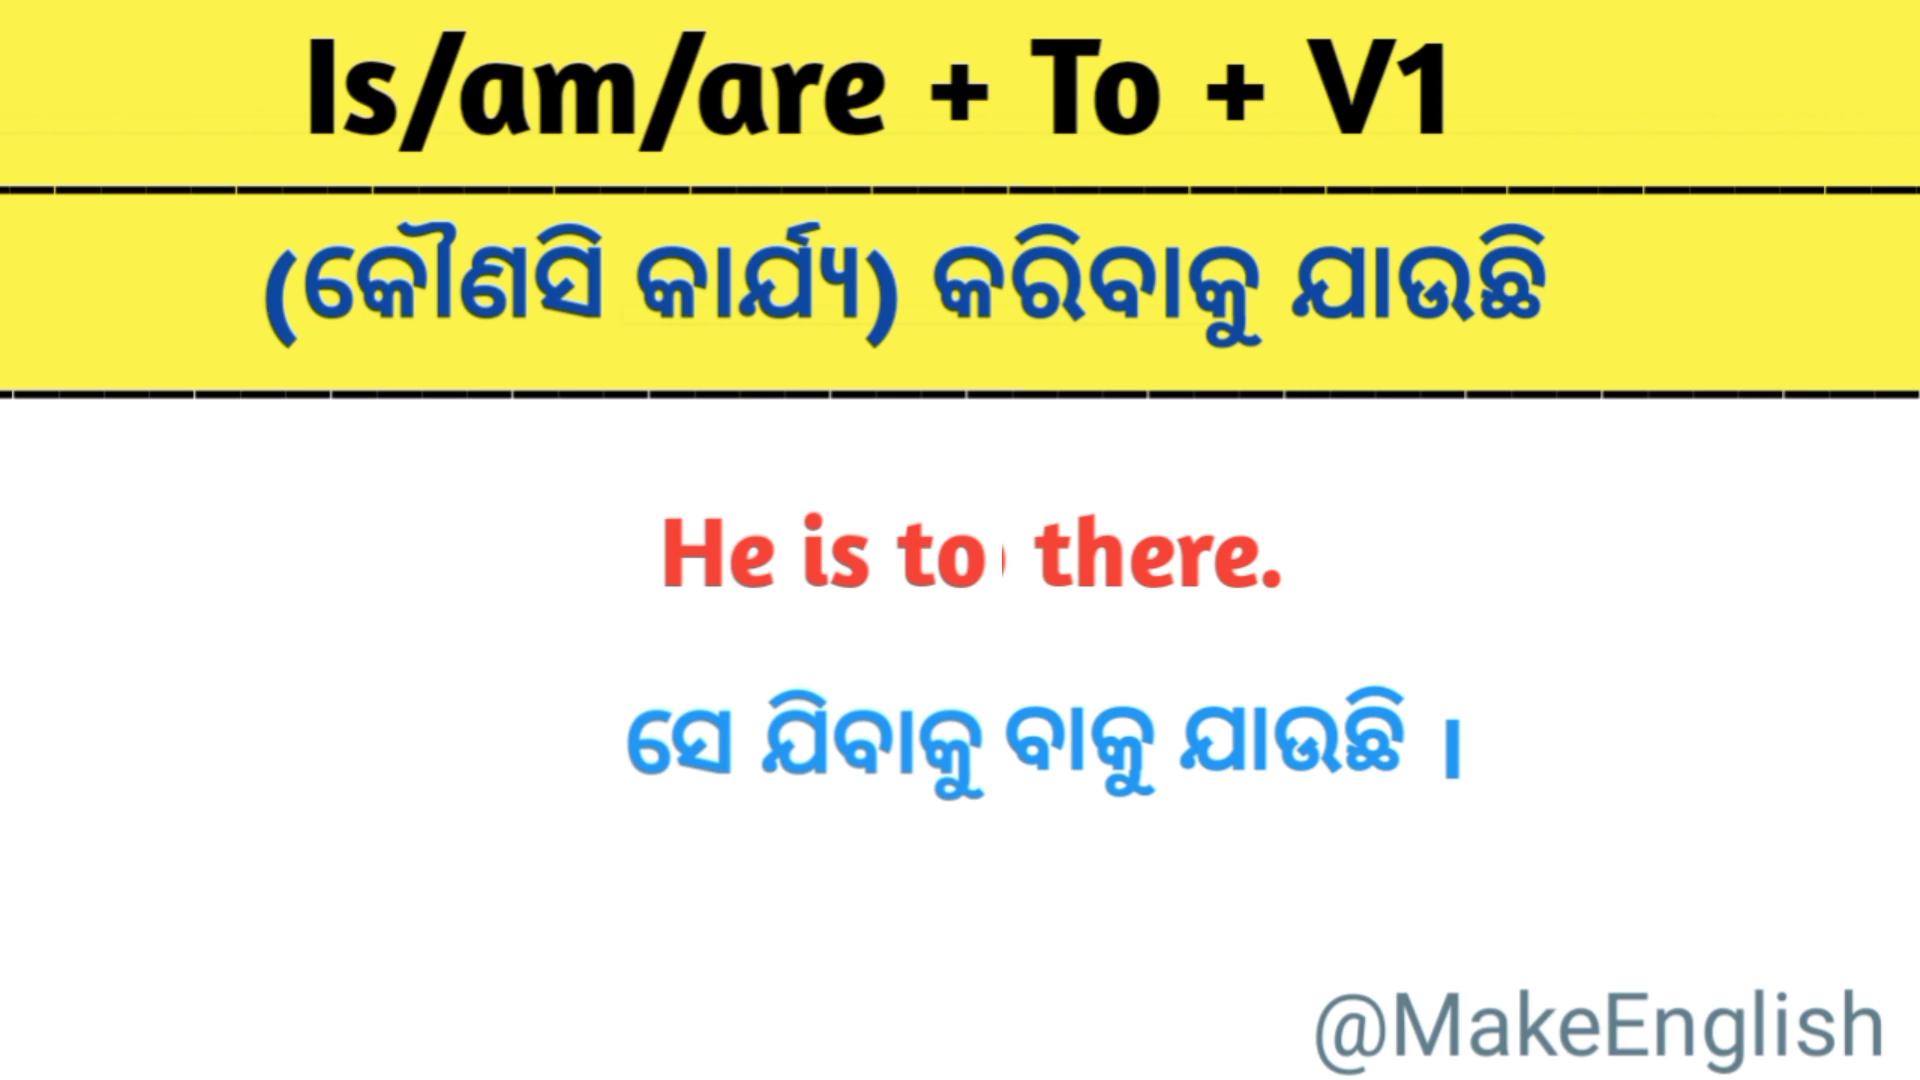 Is/am/are + To + V1
(କୌଣସି କାର୍ଯ୍ୟ) କରିବାକୁ ଯାଉଛି
He is to there.
ସେ ଯିବାକୁ ବାକୁ ଯାଉଛି ।
@MakeEnglish